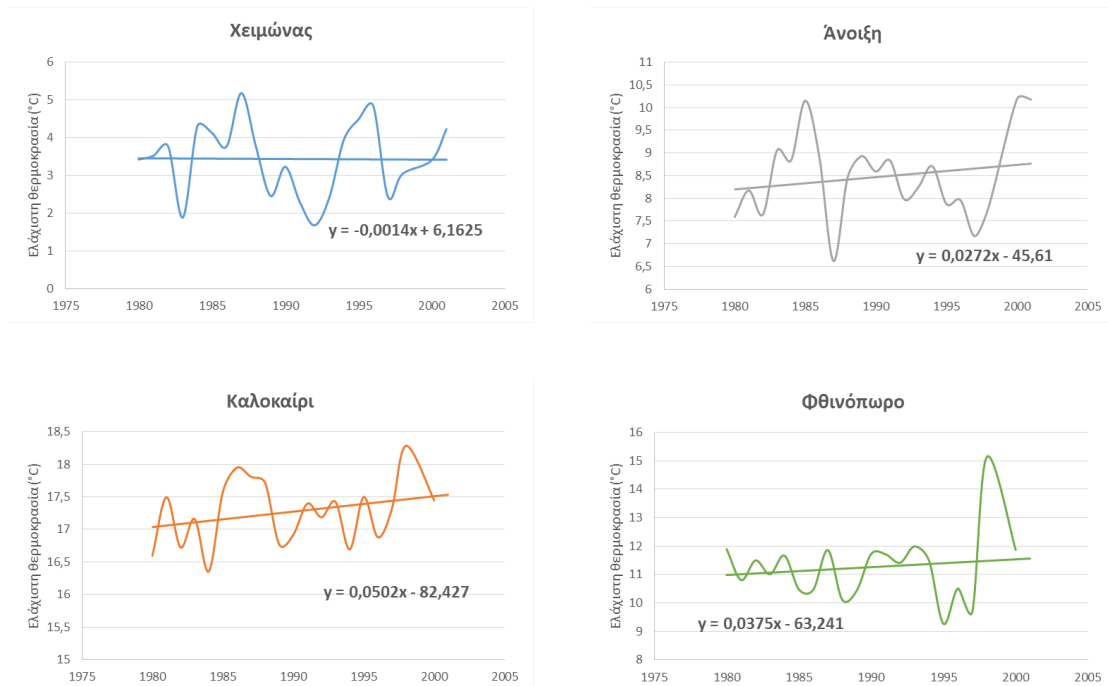 Χειμώνας
Ελάχιστη θερμοκρασία (°C)
6
5
4
3
2
1
0
y = -0,0014x + 6,1625
1975 1980 1985 1990 1995 2000 2005
Άνοιξη
Ελάχιστη θερμοκρασία (°C)
11
10,5
10
9,5
9
8,5
8
7,5
7
6,5
6
y = 0,0272x - 45,61
1975 1980 1985 1990 1995 2000 2005
Καλοκαίρι
Ελάχιστη θερμοκρασία (°C)
18,5
18
17,5
17
16,5
16
15,5
15
y = 0,0502x - 82,427
1975 1980 1985 1990 1995 2000 2005
Φθινόπωρο
Ελάχιστη θερμοκρασία (°C)
16
15
14
13
12
11
10
9
8
y = 0,0375x - 63,241
1975 1980 1985 1990 1995 2000 2005